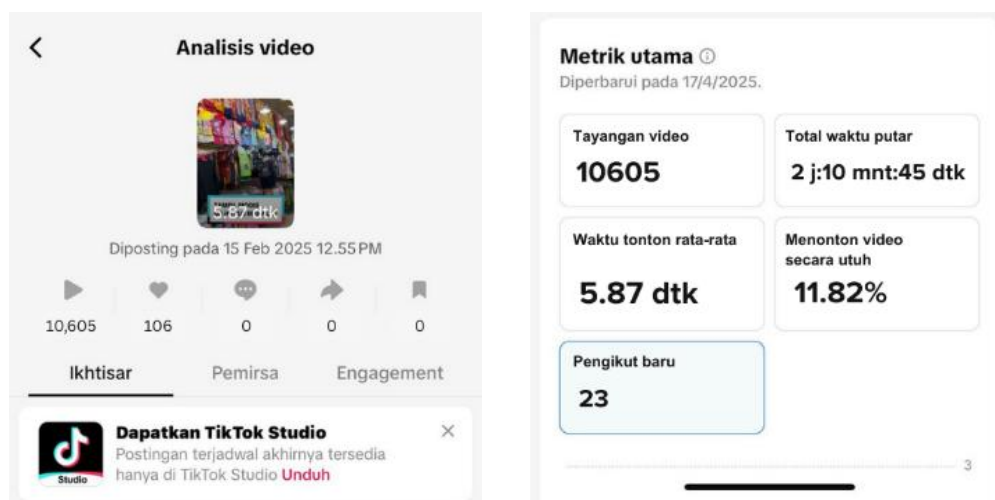 Analisis video
5.87 dtk
Diposting pada 15 Feb 2025 12.55 PM
10,605
106
0
0
0
Ikhtisar
Pemirsa
Engagement
Dapatkan TikTok Studio
Postingan terjadwal akhirnya tersedia
hanya di TikTok Studio Unduh
Studio
Metrik utama
Diperbarui pada 17/4/2025.
Tayangan video
10605
Total waktu putar
2 j:10 mnt:45 dtk
Waktu tonton rata-rata
5.87 dtk
Menonton video
secara utuh
11.82%
Pengikut baru
23
3